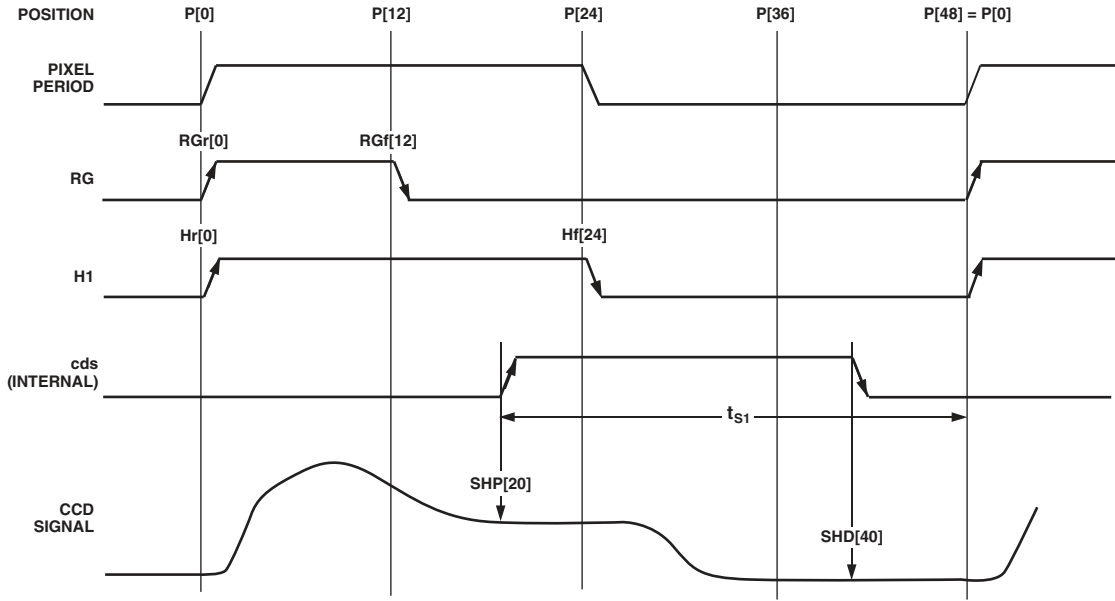 POSITION P[0] P[12] P[24] P[36] P[48] = P[0]
PIXEL
PERIOD
RGr[0] RGf[12]
RG
Hr[0] Hf[24]
H1
cds
(INTERNAL)
tS1
SHP[20]
CCD
SIGNAL
SHD[40]